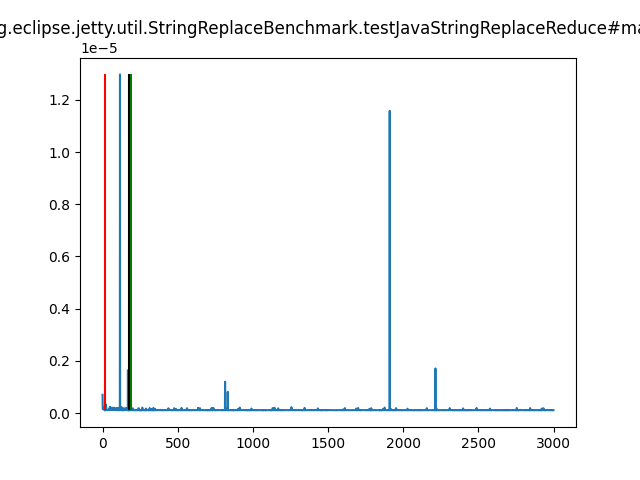 g.eclipse.jetty.util.StringReplaceBenchmark.testJavaStringReplaceReduce#ma
1e−5
1.2
1.0
0.8
0.6
0.4
0.2
0.0
0 500 1000 1500 2000 2500 3000